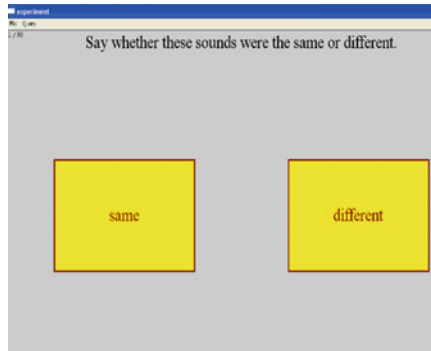 experiment
Say whether these sounds were the same or different.
same
different